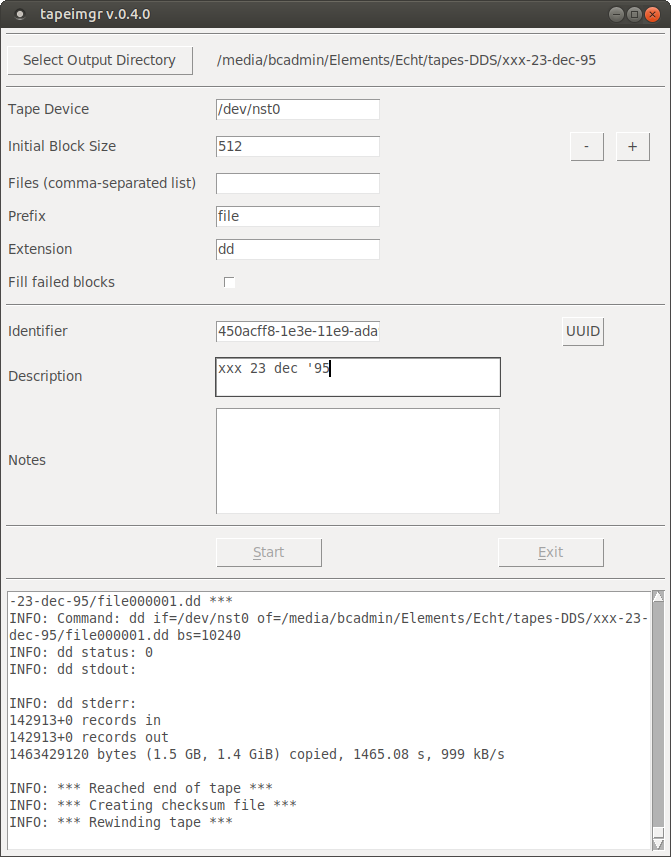 tapeimgr v.0.4.0
Select Output Directory /media/bcadmin/Elements/Echt/tapes-DDS/xxx-23-dec-95
Tape Device /dev/nst0
Initial Block Size 512 - +
Files (comma-separated list)
Prefix file
Extension dd
Fill failed blocks
Identifier 450acff8-1e3e-11e9-ada UUID
Description xxx 23 dec '95
Notes
Start Exit
-23-dec-95/file000001.dd ***
INFO: Command: dd if=/dev/nst0 of=/media/bcadmin/Elements/Echt/tapes-DDS/xxx-23-
dec-95/file000001.dd bs=10240
INFO: dd status: 0
INFO: dd stdout:
INFO: dd stderr:
142913+0 records in
142913+0 records out
1463429120 bytes (1.5 GB, 1.4 GiB) copied, 1465.08 s, 999 kB/s
INFO: *** Reached end of tape ***
INFO: *** Creating checksum file ***
INFO: *** Rewinding tape ***